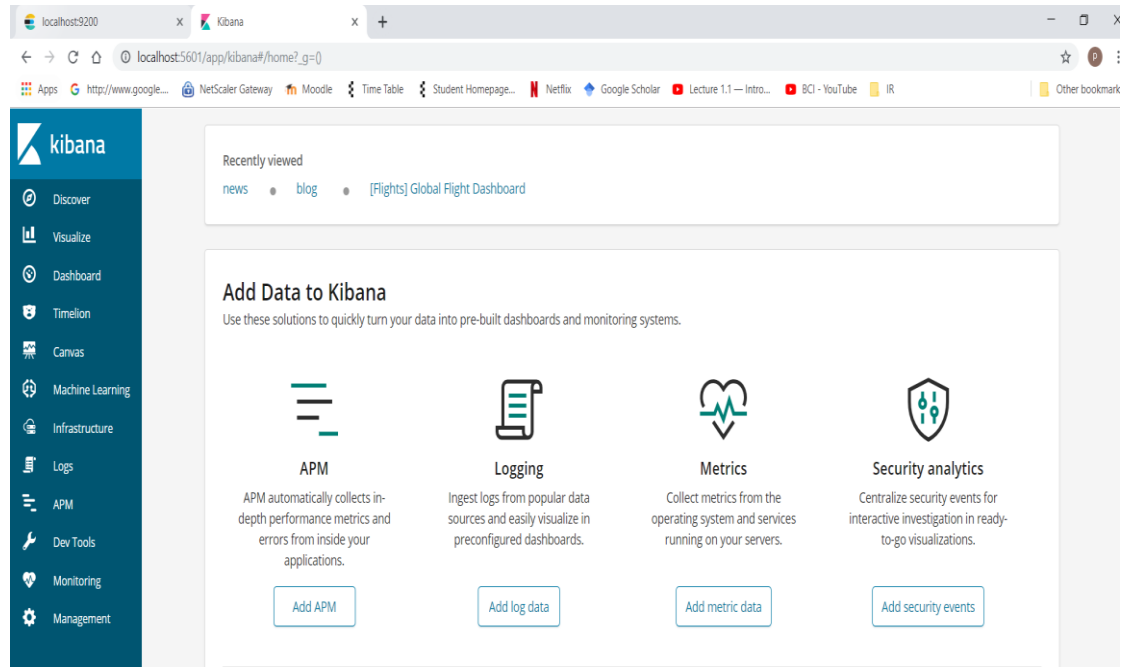 localhost:9200 X Kibana X +
localhost:5601/app/kibana#/home?_g=()
P
Apps http://www.google.... NetScaler Gateway Moodle Time Table Student Homepage... Netflix Google Scholar Lecture 1.1 — Intro... BCI - YouTube IR Other bookmark
kibana
Discover
Visualize
Dashboard
Timelion
Canvas
Machine Learning
Infrastructure
Logs
APM
Dev Tools
Monitoring
Management
Recently viewed
news blog [Flights] Global Flight Dashboard
Add Data to Kibana
Use these solutions to quickly turn your data into pre-built dashboards and monitoring systems.
APM
APM automatically collects in-
depth performance metrics and
errors from inside your
applications.
Add APM
Logging
Ingest logs from popular data
sources and easily visualize in
preconfigured dashboards.
Add log data
Metrics
Collect metrics from the
operating system and services
running on your servers.
Add metric data
Security analytics
Centralize security events for
interactive investigation in ready-
to-go visualizations.
Add security events